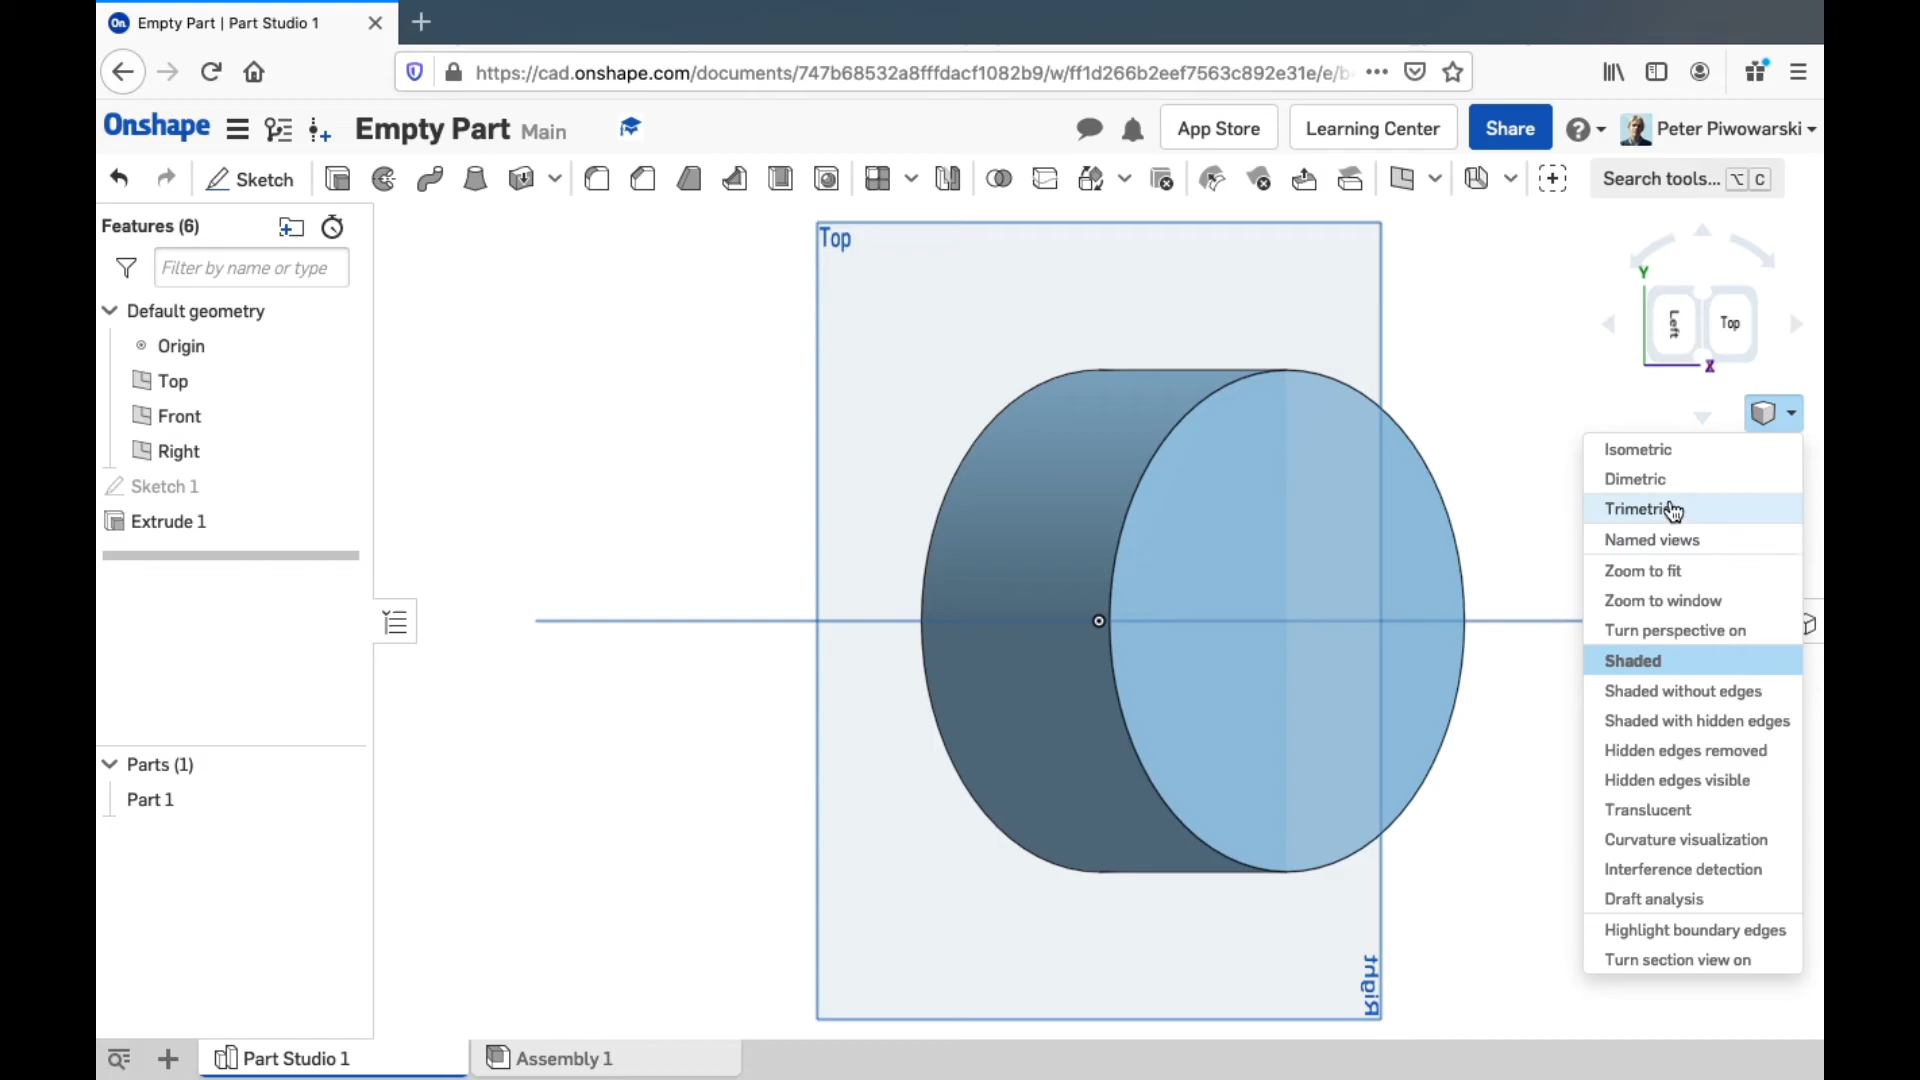 On Empty Part | Part Studio 1
https://cad.onshape.com/documents/747b68532a8fffdacf1082b9/w/ff1d266b2eef7563c892e31e/e/b
Onshape Empty Part Main App Store Learning Center Share Peter Piwowarski
Sketch Search tools... ⌥ C
Features (6)
Filter by name or type
Default geometry
Origin
Top
Front
Right
Sketch 1
Extrude 1
Parts (1)
Part 1
Top
Right
Y
Left
Top
X
Isometric
Dimetric
Trimetric
Named views
Zoom to fit
Zoom to window
Turn perspective on
Shaded
Shaded without edges
Shaded with hidden edges
Hidden edges removed
Hidden edges visible
Translucent
Curvature visualization
Interference detection
Draft analysis
Highlight boundary edges
Turn section view on
Part Studio 1
Assembly 1